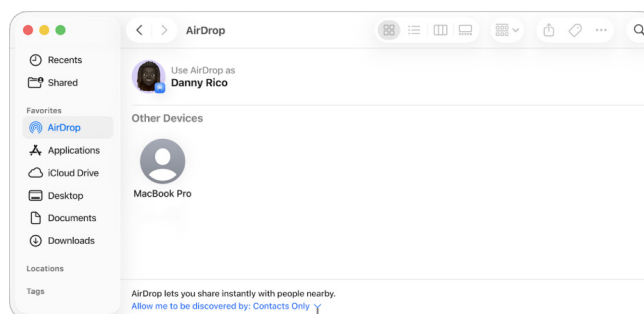 AirDrop
Recents
Shared
Favorites
AirDrop
Applications
iCloud Drive
Desktop
Documents
Downloads
Locations
Tags
Use AirDrop as
Danny Rico
Other Devices
MacBook Pro
AirDrop lets you share instantly with people nearby.
Allow me to be discovered by: Contacts Only